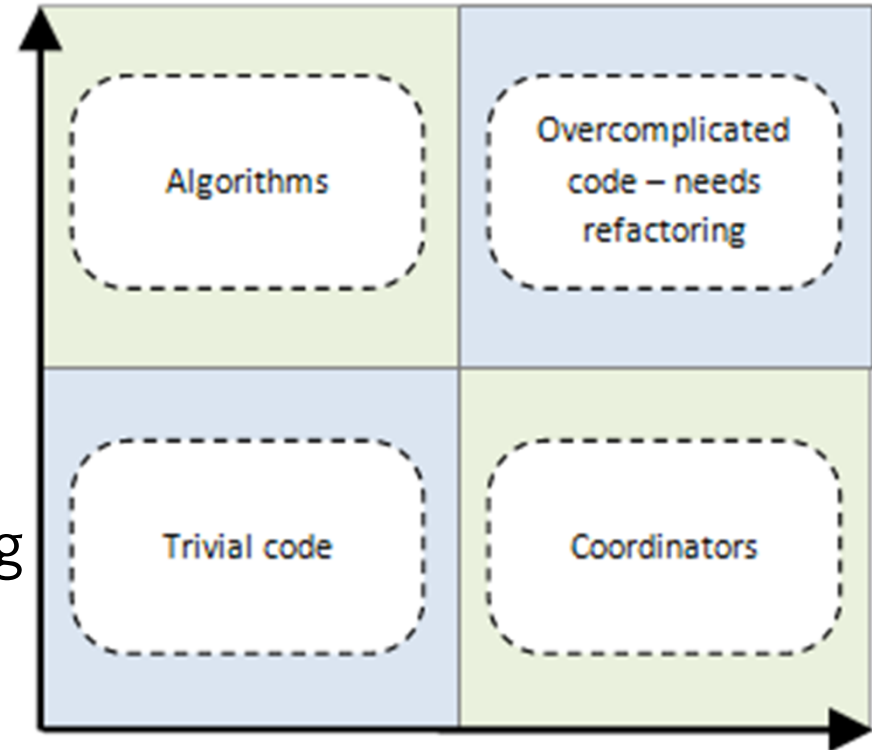 Algorithms
Overcomplicated
code – needs
refactoring
g
Trivial code
Coordinators